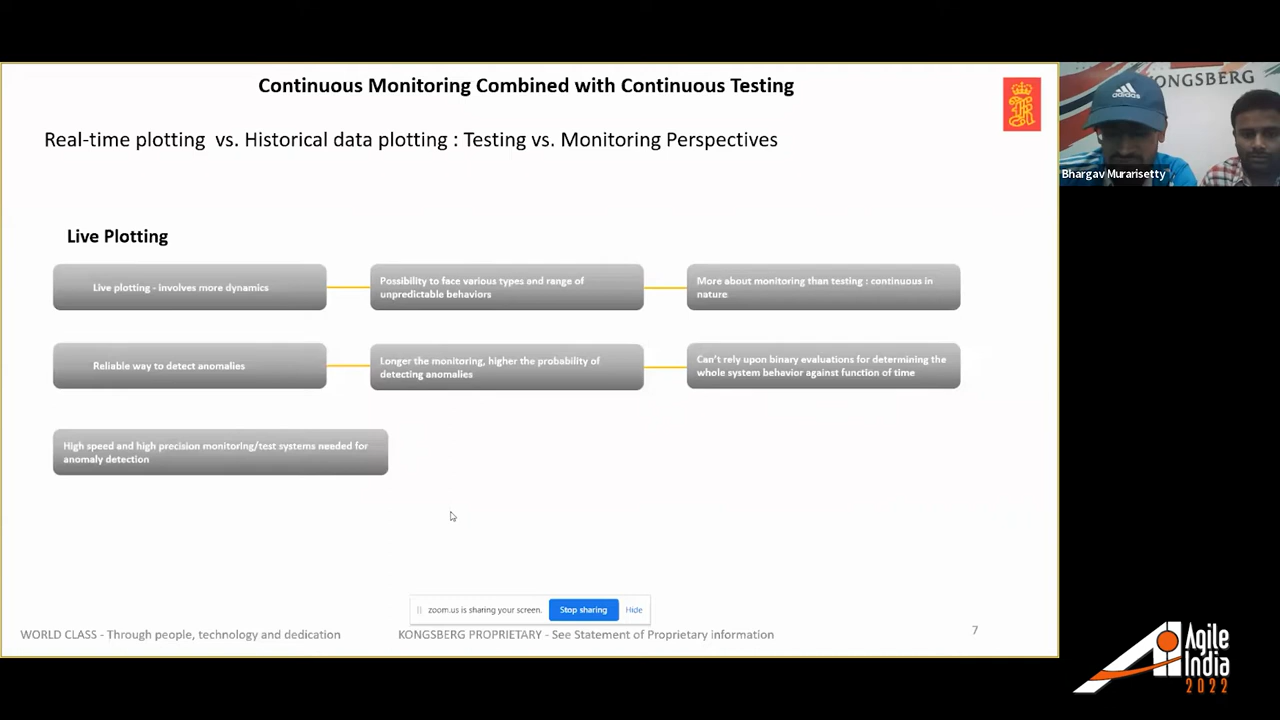 Continuous Monitoring Combined with Continuous Testing
Real-time plotting vs. Historical data plotting : Testing vs. Monitoring Perspectives
Live Plotting
Live plotting - involves more dynamics
Possibility to face various types and range of
unpredictable behaviors
More about monitoring than testing : continuous in
nature
Reliable way to detect anomalies
Longer the monitoring, higher the probability of
detecting anomalies
Can't rely upon binary evaluations for determining the
whole system behavior against function of time
High speed and high precision monitoring/test systems needed for
anomaly detection
zoom.us is sharing your screen.
Stop sharing
Hide
WORLD CLASS - Through people, technology and dedication
KONGSBERG PROPRIETARY - See Statement of Proprietary information
7
KONGSBERG
adidas
Bhargav Murarisetty
Agile
India
2022